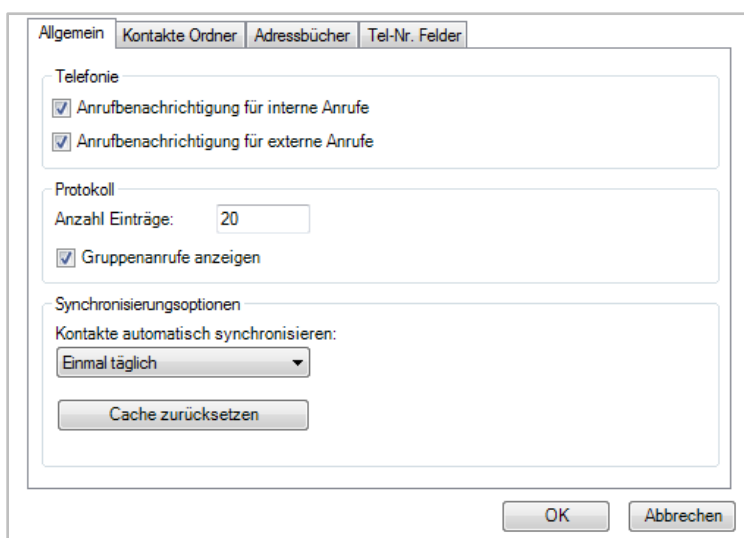 Allgemein Kontakte Ordner Adressbücher Tel-Nr. Felder
Telefonie
Anrufbenachrichtigung für interne Anrufe
Anrufbenachrichtigung für externe Anrufe
Protokoll
Anzahl Einträge: 20
Gruppenanrufe anzeigen
Synchronisierungsoptionen
Kontakte automatisch synchronisieren:
Einmal täglich
Cache zurücksetzen
OK Abbrechen